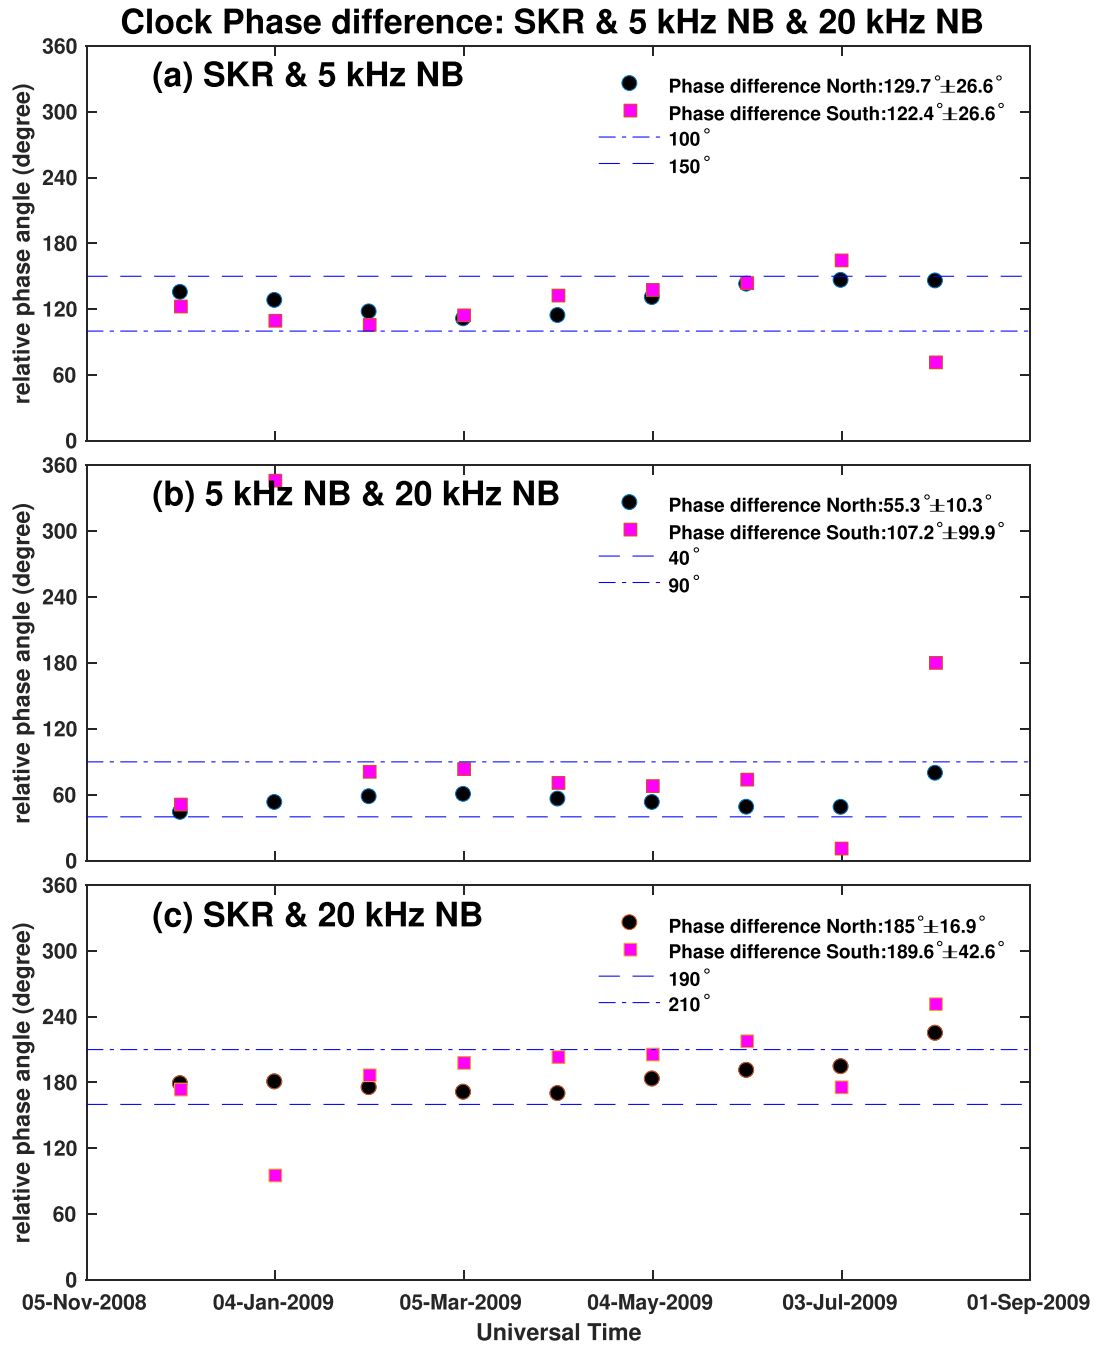 Clock Phase difference: SKR & 5 kHz NB & 20 kHz NB
(a) SKR & 5 kHz NB
Phase difference North:129.7°±26.6°
Phase difference South:122.4°±26.6°
100°
150°
360
300
240
180
120
60
0
relative phase angle (degree)
(b) 5 kHz NB & 20 kHz NB
Phase difference North:55.3°±10.3°
Phase difference South:107.2°±99.9°
40°
90°
360
300
240
180
120
60
0
relative phase angle (degree)
(c) SKR & 20 kHz NB
Phase difference North:185°±16.9°
Phase difference South:189.6°±42.6°
190°
210°
360
300
240
180
120
60
0
relative phase angle (degree)
05-Nov-2008 04-Jan-2009 05-Mar-2009 04-May-2009 03-Jul-2009 01-Sep-2009
Universal Time